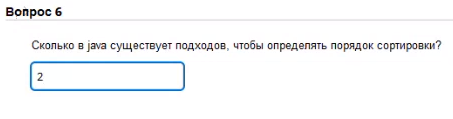 Вопрос 6
Сколько в java существует подходов, чтобы определять порядок сортировки?
2